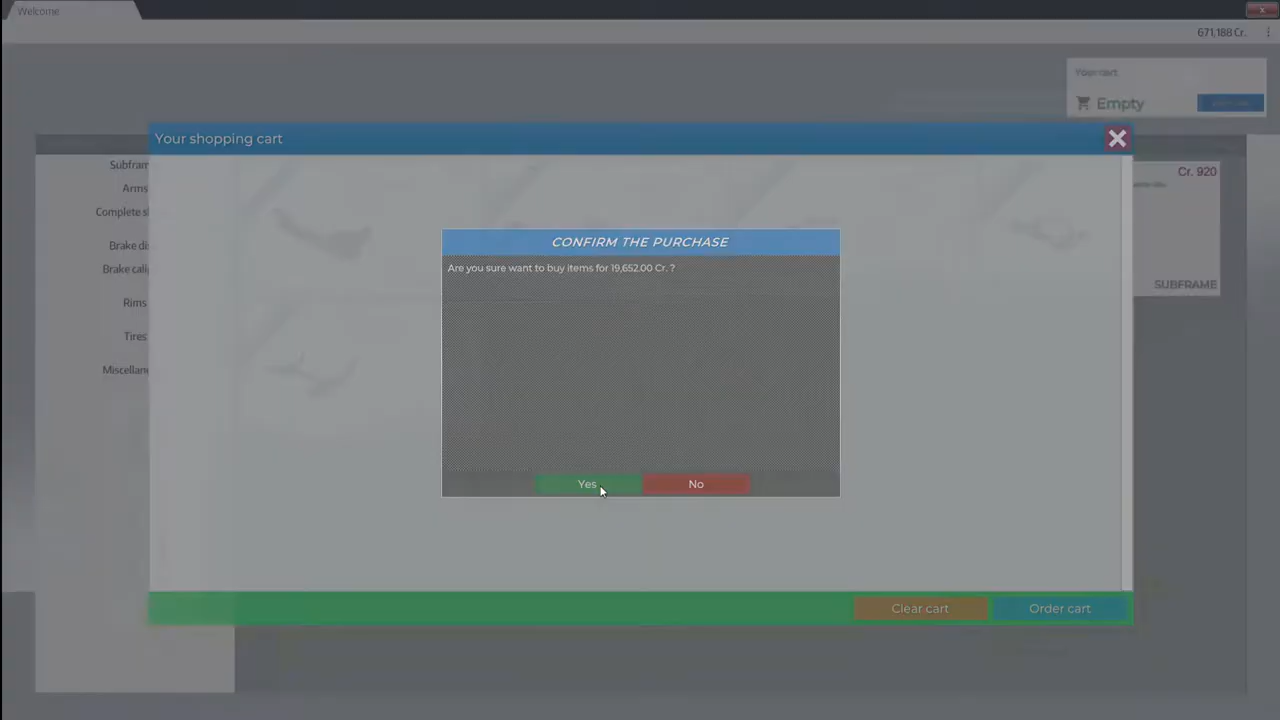 Welcome
X
671,188 Cr.
Your cart
Empty
Your shopping cart
Subfram
Arms
Complete s
Brake di
Brake cali
Rims
Tires
Miscellan
Cr. 920
SUBFRAME
CONFIRM THE PURCHASE
Are you sure want to buy items for 19,652.00 Cr. ?
Yes
No
Clear cart
Order cart